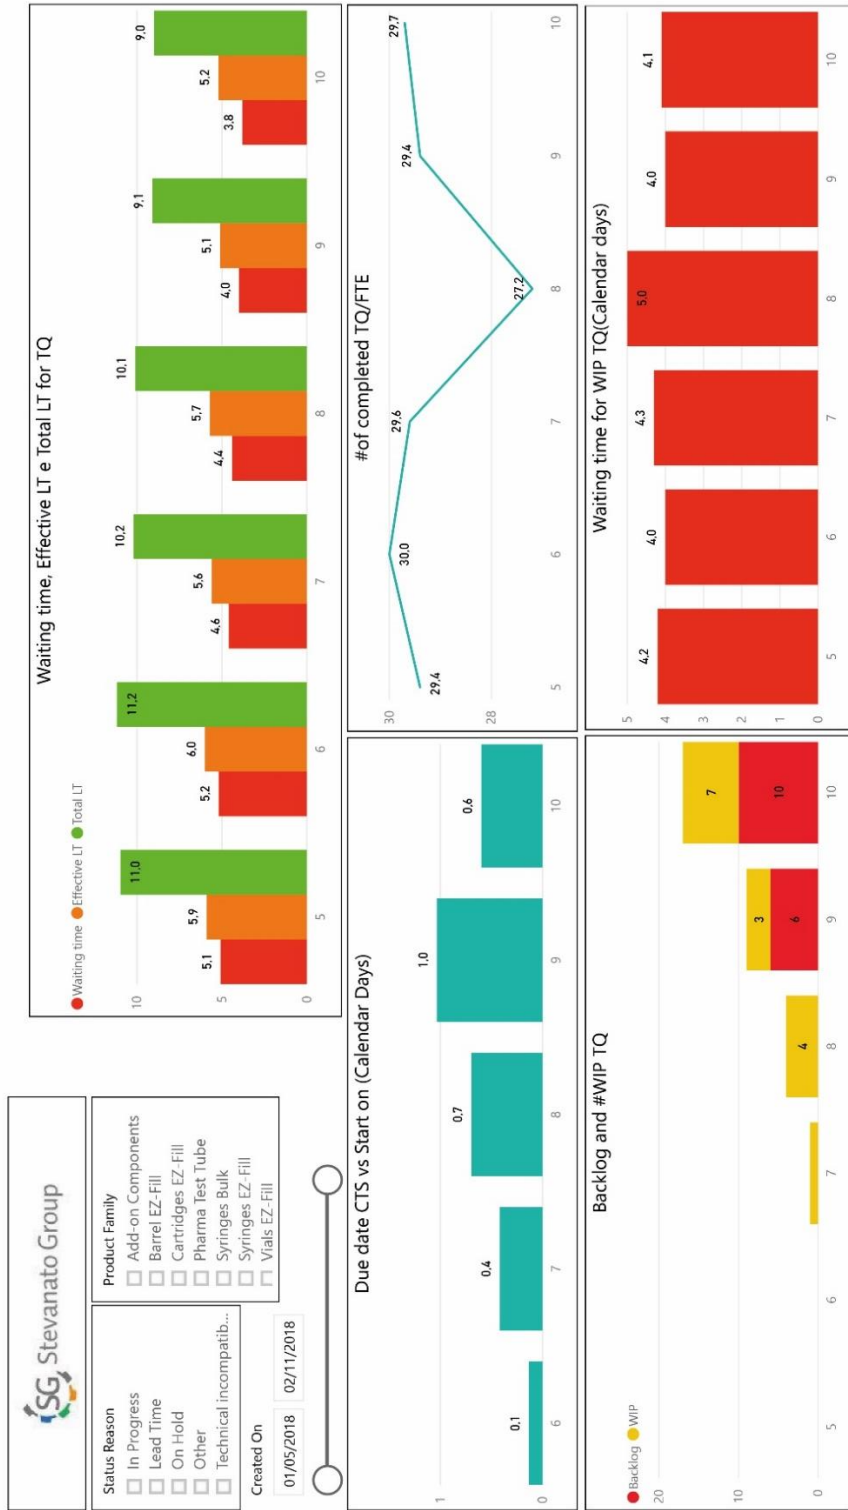 SG Stevanato Group
Status Reason
In Progress
Lead Time
On Hold
Other
Technical incompatib...
Product Family
Add-on Components
Barrel EZ-Fill
Cartridges EZ-Fill
Pharma Test Tube
Syringes Bulk
Syringes EZ-Fill
Vials EZ-Fill
Created On
01/05/2018 02/11/2018
Waiting time, Effective LT e Total LT for TQ
Waiting time Effective LT Total LT
10
5
0
5,1 5,9 11,0
5,2 6,0 11,2
4,6 5,6 10,2
4,4 5,7 10,1
4,0 5,1 9,1
3,8 5,2 9,0
5 6 7 8 9 10
Due date CTS vs Start on (Calendar Days)
1
0
0,1 0,4 0,7 1,0 0,6
6 7 8 9 10
#of completed TQ/FTE
30
28
29,4 30,0 29,6 27,2 29,4 29,7
5 6 7 8 9 10
Backlog and #WIP TQ
Backlog WIP
20
10
0
4 3 7
6 10
5 6 7 8 9 10
Waiting time for WIP TQ(Calendar days)
5
4
3
2
1
0
4,2 4,0 4,3 5,0 4,0 4,1
5 6 7 8 9 10